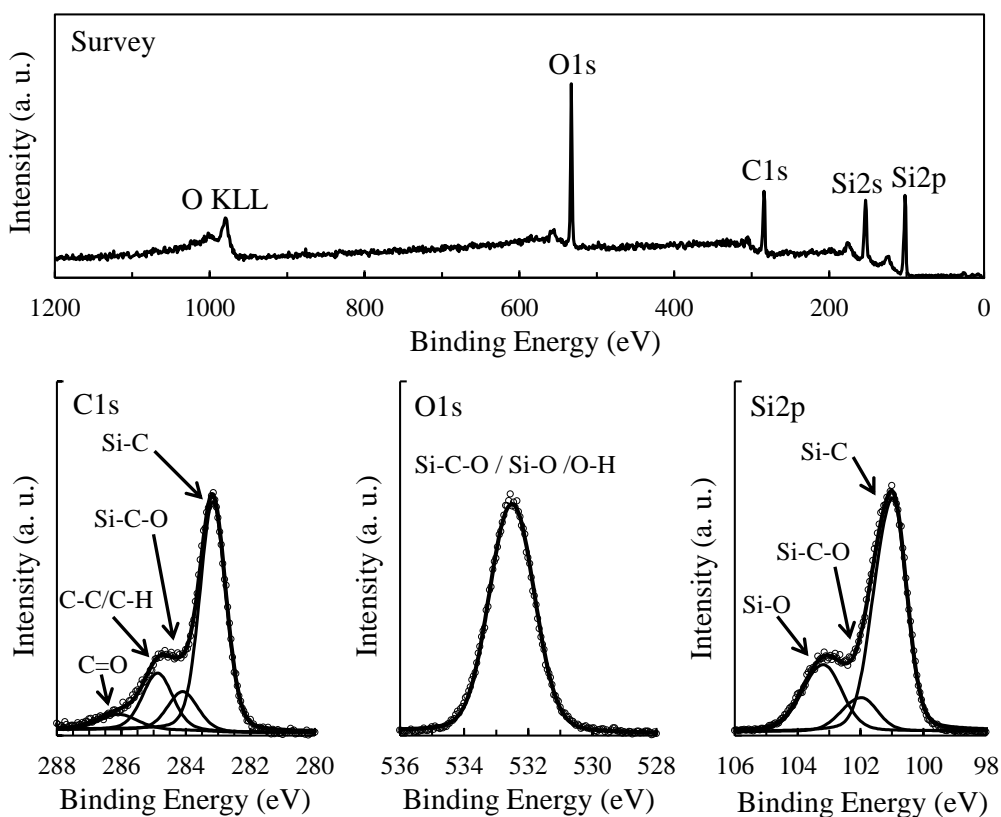 Survey
O1s
C1s
Si2s
Si2p
O KLL
Intensity (a. u.)
1200
1000
800
600
400
200
0
Binding Energy (eV)
C1s
Si-C
Si-C-O
C-C/C-H
C=O
Intensity (a. u.)
288
286
284
282
280
Binding Energy (eV)
O1s
Si-C-O / Si-O /O-H
Intensity (a. u.)
536
534
532
530
528
Binding Energy (eV)
Si2p
Si-C
Si-C-O
Si-O
Intensity (a. u.)
106
104
102
100
98
Binding Energy (eV)